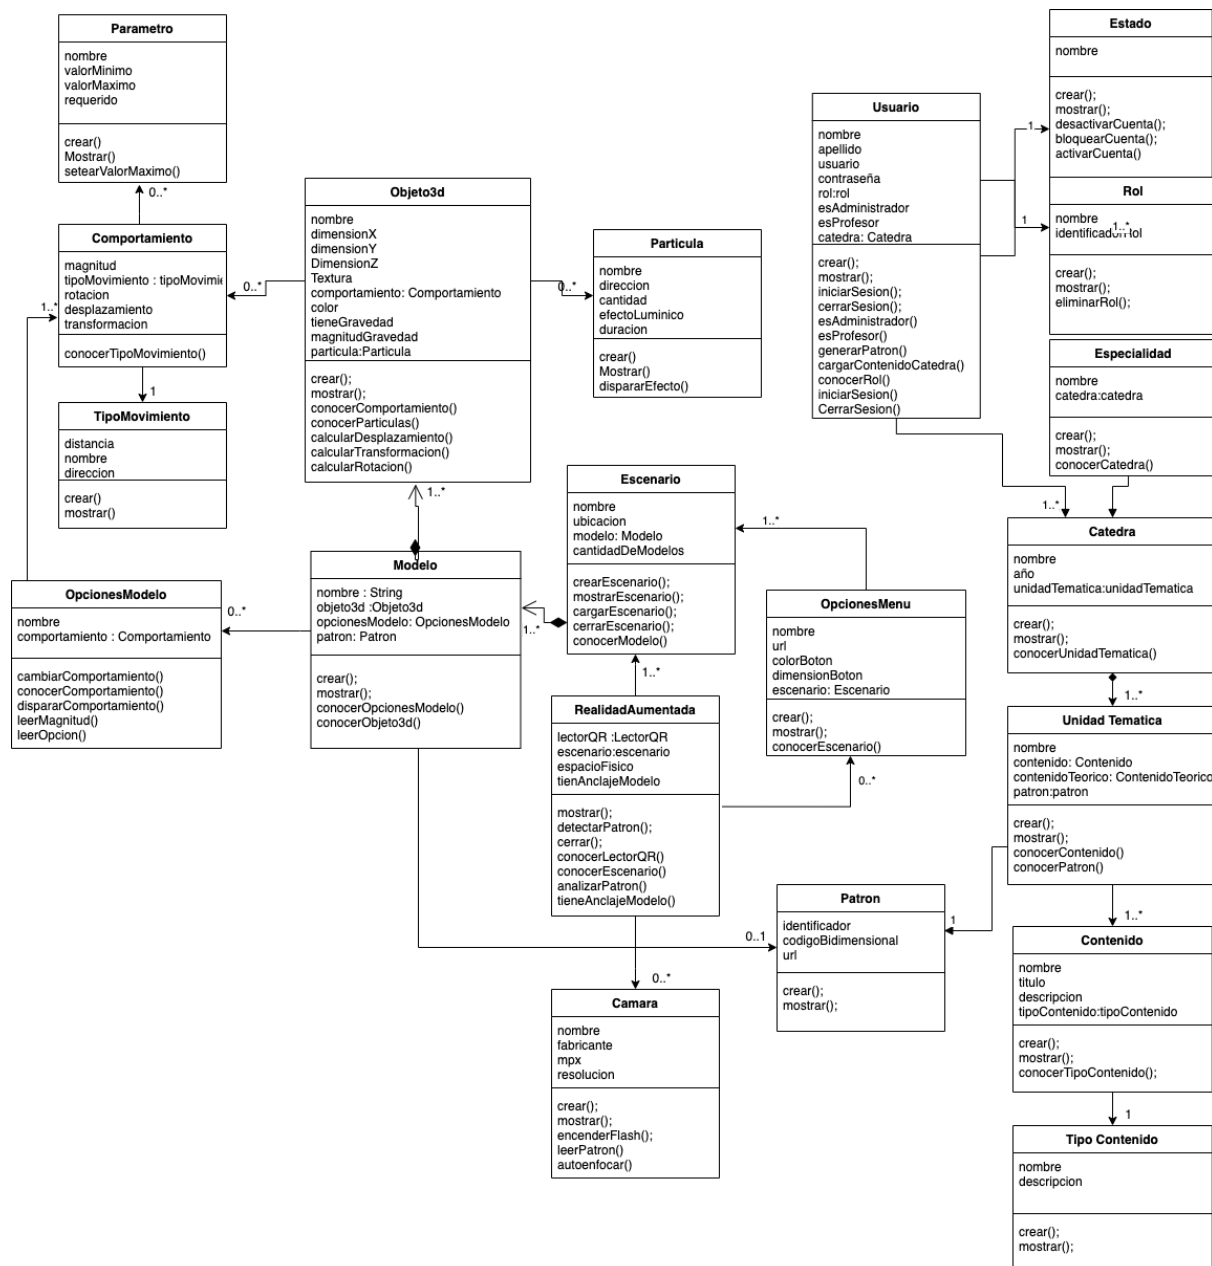 Parametro
nombre
valorMinimo
valorMaximo
requerido
crear()
Mostrar()
setearValorMaximo()
0..*
Comportamiento
magnitud
tipoMovimiento : tipoMovimie
rotacion
desplazamiento
transformacion
conocerTipoMovimiento()
0..*
1..*
1
TipoMovimiento
distancia
nombre
direccion
crear()
mostrar()
Objeto3d
nombre
dimensionX
dimensionY
DimensionZ
Textura
comportamiento: Comportamiento
color
tieneGravedad
magnitudGravedad
particula:Particula
crear();
mostrar();
conocerComportamiento()
conocerParticulas()
calcularDesplazamiento()
calcularTransformacion()
calcularRotacion()
1..*
0..*
Particula
nombre
direccion
cantidad
efectoLuminico
duracion
crear()
Mostrar()
dispararEfecto()
Usuario
nombre
apellido
usuario
contraseña
rol:rol
esAdministrador
esProfesor
catedra: Catedra
crear();
mostrar();
iniciarSesion();
cerrarSesion();
esAdministrador()
esProfesor()
generarPatron()
cargarContenidoCatedra()
conocerRol()
iniciarSesion()
CerrarSesion()
1
Estado
nombre
crear();
mostrar();
desactivarCuenta();
bloquearCuenta();
activarCuenta()
1
Rol
nombre
1..*
identificadorRol
crear();
mostrar();
eliminarRol();
Especialidad
nombre
catedra:catedra
crear();
mostrar();
conocerCatedra()
1..*
Catedra
nombre
año
unidadTematica:unidadTematica
crear();
mostrar();
conocerUnidadTematica()
1..*
Unidad Tematica
nombre
contenido: Contenido
contenidoTeorico: ContenidoTeorico
patron:patron
crear();
mostrar();
conocerContenido()
conocerPatron()
1..*
Contenido
nombre
titulo
descripcion
tipoContenido:tipoContenido
crear();
mostrar();
conocerTipoContenido();
1
Tipo Contenido
nombre
descripcion
crear();
mostrar();
OpcionesModelo
nombre
comportamiento : Comportamiento
cambiarComportamiento()
conocerComportamiento()
dispararComportamiento()
leerMagnitud()
leerOpcion()
0..*
Modelo
nombre : String
objeto3d :Objeto3d
opcionesModelo: OpcionesModelo
patron: Patron
crear();
mostrar();
conocerOpcionesModelo()
conocerObjeto3d()
1..*
Escenario
nombre
ubicacion
modelo: Modelo
cantidadDeModelos
crearEscenario();
mostrarEscenario();
cargarEscenario();
cerrarEscenario();
conocerModelo()
1..*
1..*
OpcionesMenu
nombre
url
colorBoton
dimensionBoton
escenario: Escenario
crear();
mostrar();
conocerEscenario()
0..*
RealidadAumentada
lectorQR :LectorQR
escenario:escenario
espacioFisico
tienAnclajeModelo
mostrar();
detectarPatron();
cerrar();
conocerLectorQR()
conocerEscenario()
analizarPatron()
tieneAnclajeModelo()
0..*
Camara
nombre
fabricante
mpx
resolucion
crear();
mostrar();
encenderFlash();
leerPatron()
autoenfocar()
0..1
1
Patron
identificador
codigoBidimensional
url
crear();
mostrar();